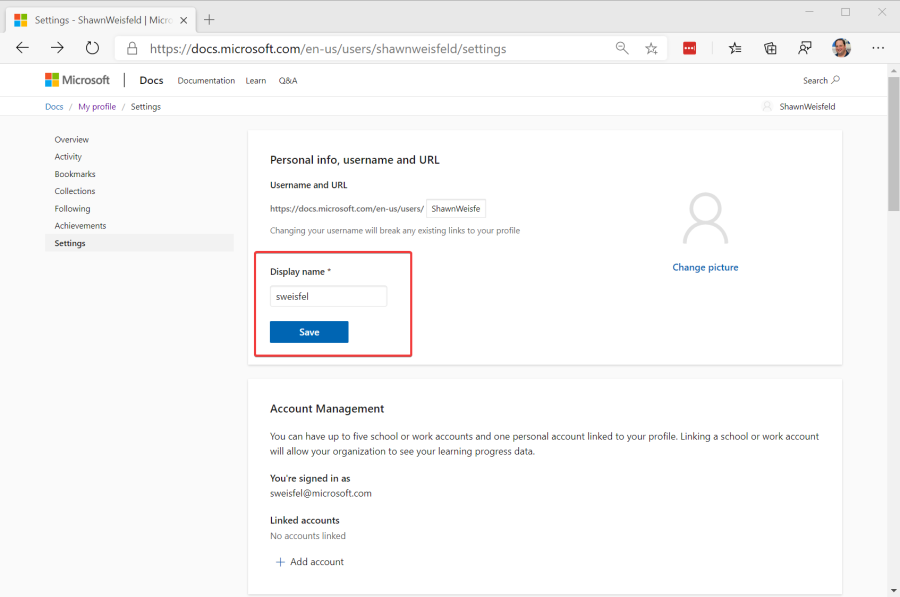 Settings - ShawnWeisfeld | Micro
https://docs.microsoft.com/en-us/users/shawnweisfeld/settings
Microsoft | Docs Documentation Learn Q&A Search
Docs / My profile / Settings ShawnWeisfeld
Overview
Activity
Bookmarks
Collections
Following
Achievements
Settings
Personal info, username and URL
Username and URL
https://docs.microsoft.com/en-us/users/ ShawnWeisfe
Changing your username will break any existing links to your profile
Display name *
sweisfel
Save
Change picture
Account Management
You can have up to five school or work accounts and one personal account linked to your profile. Linking a school or work account
will allow your organization to see your learning progress data.
You're signed in as
sweisfel@microsoft.com
Linked accounts
No accounts linked
+ Add account